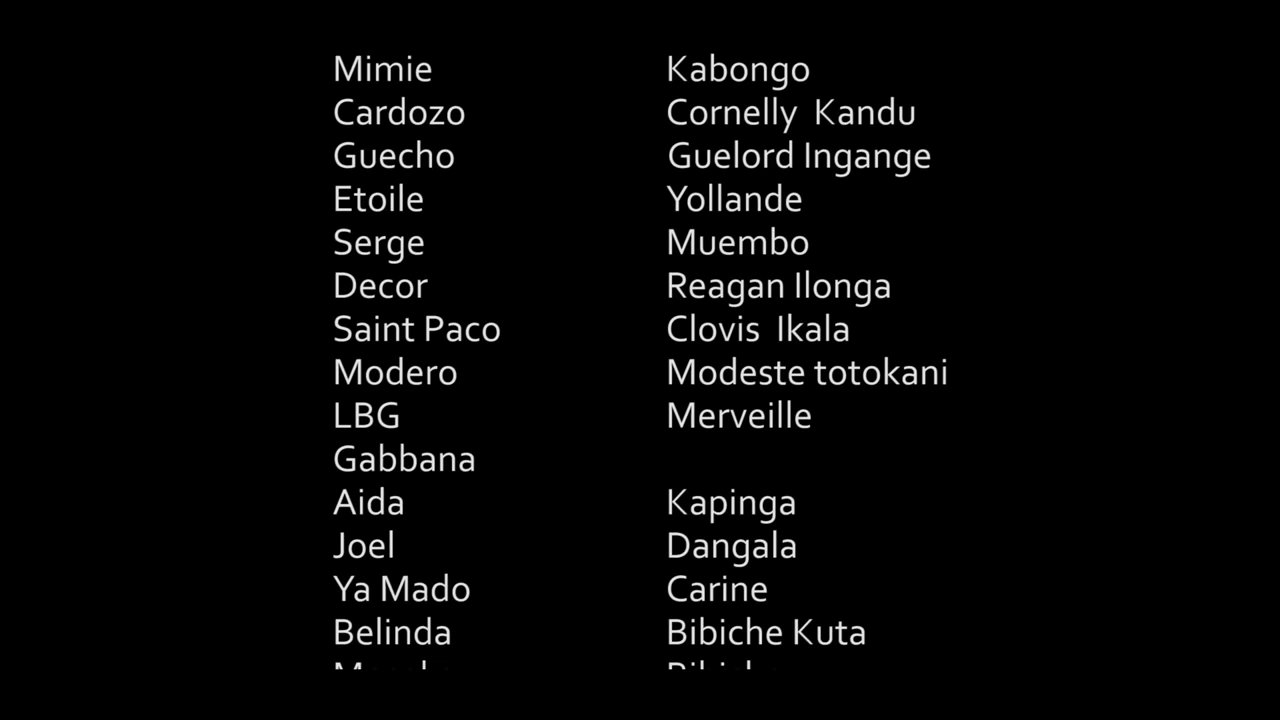 Mimie Kabongo
Cardozo Cornelly Kandu
Guecho Guelord Ingange
Etoile Yollande
Serge Muembo
Decor Reagan Ilonga
Saint Paco Clovis Ikala
Modero Modeste totokani
LBG Merveille
Gabbana
Aida Kapinga
Joel Dangala
Ya Mado Carine
Belinda Bibiche Kuta